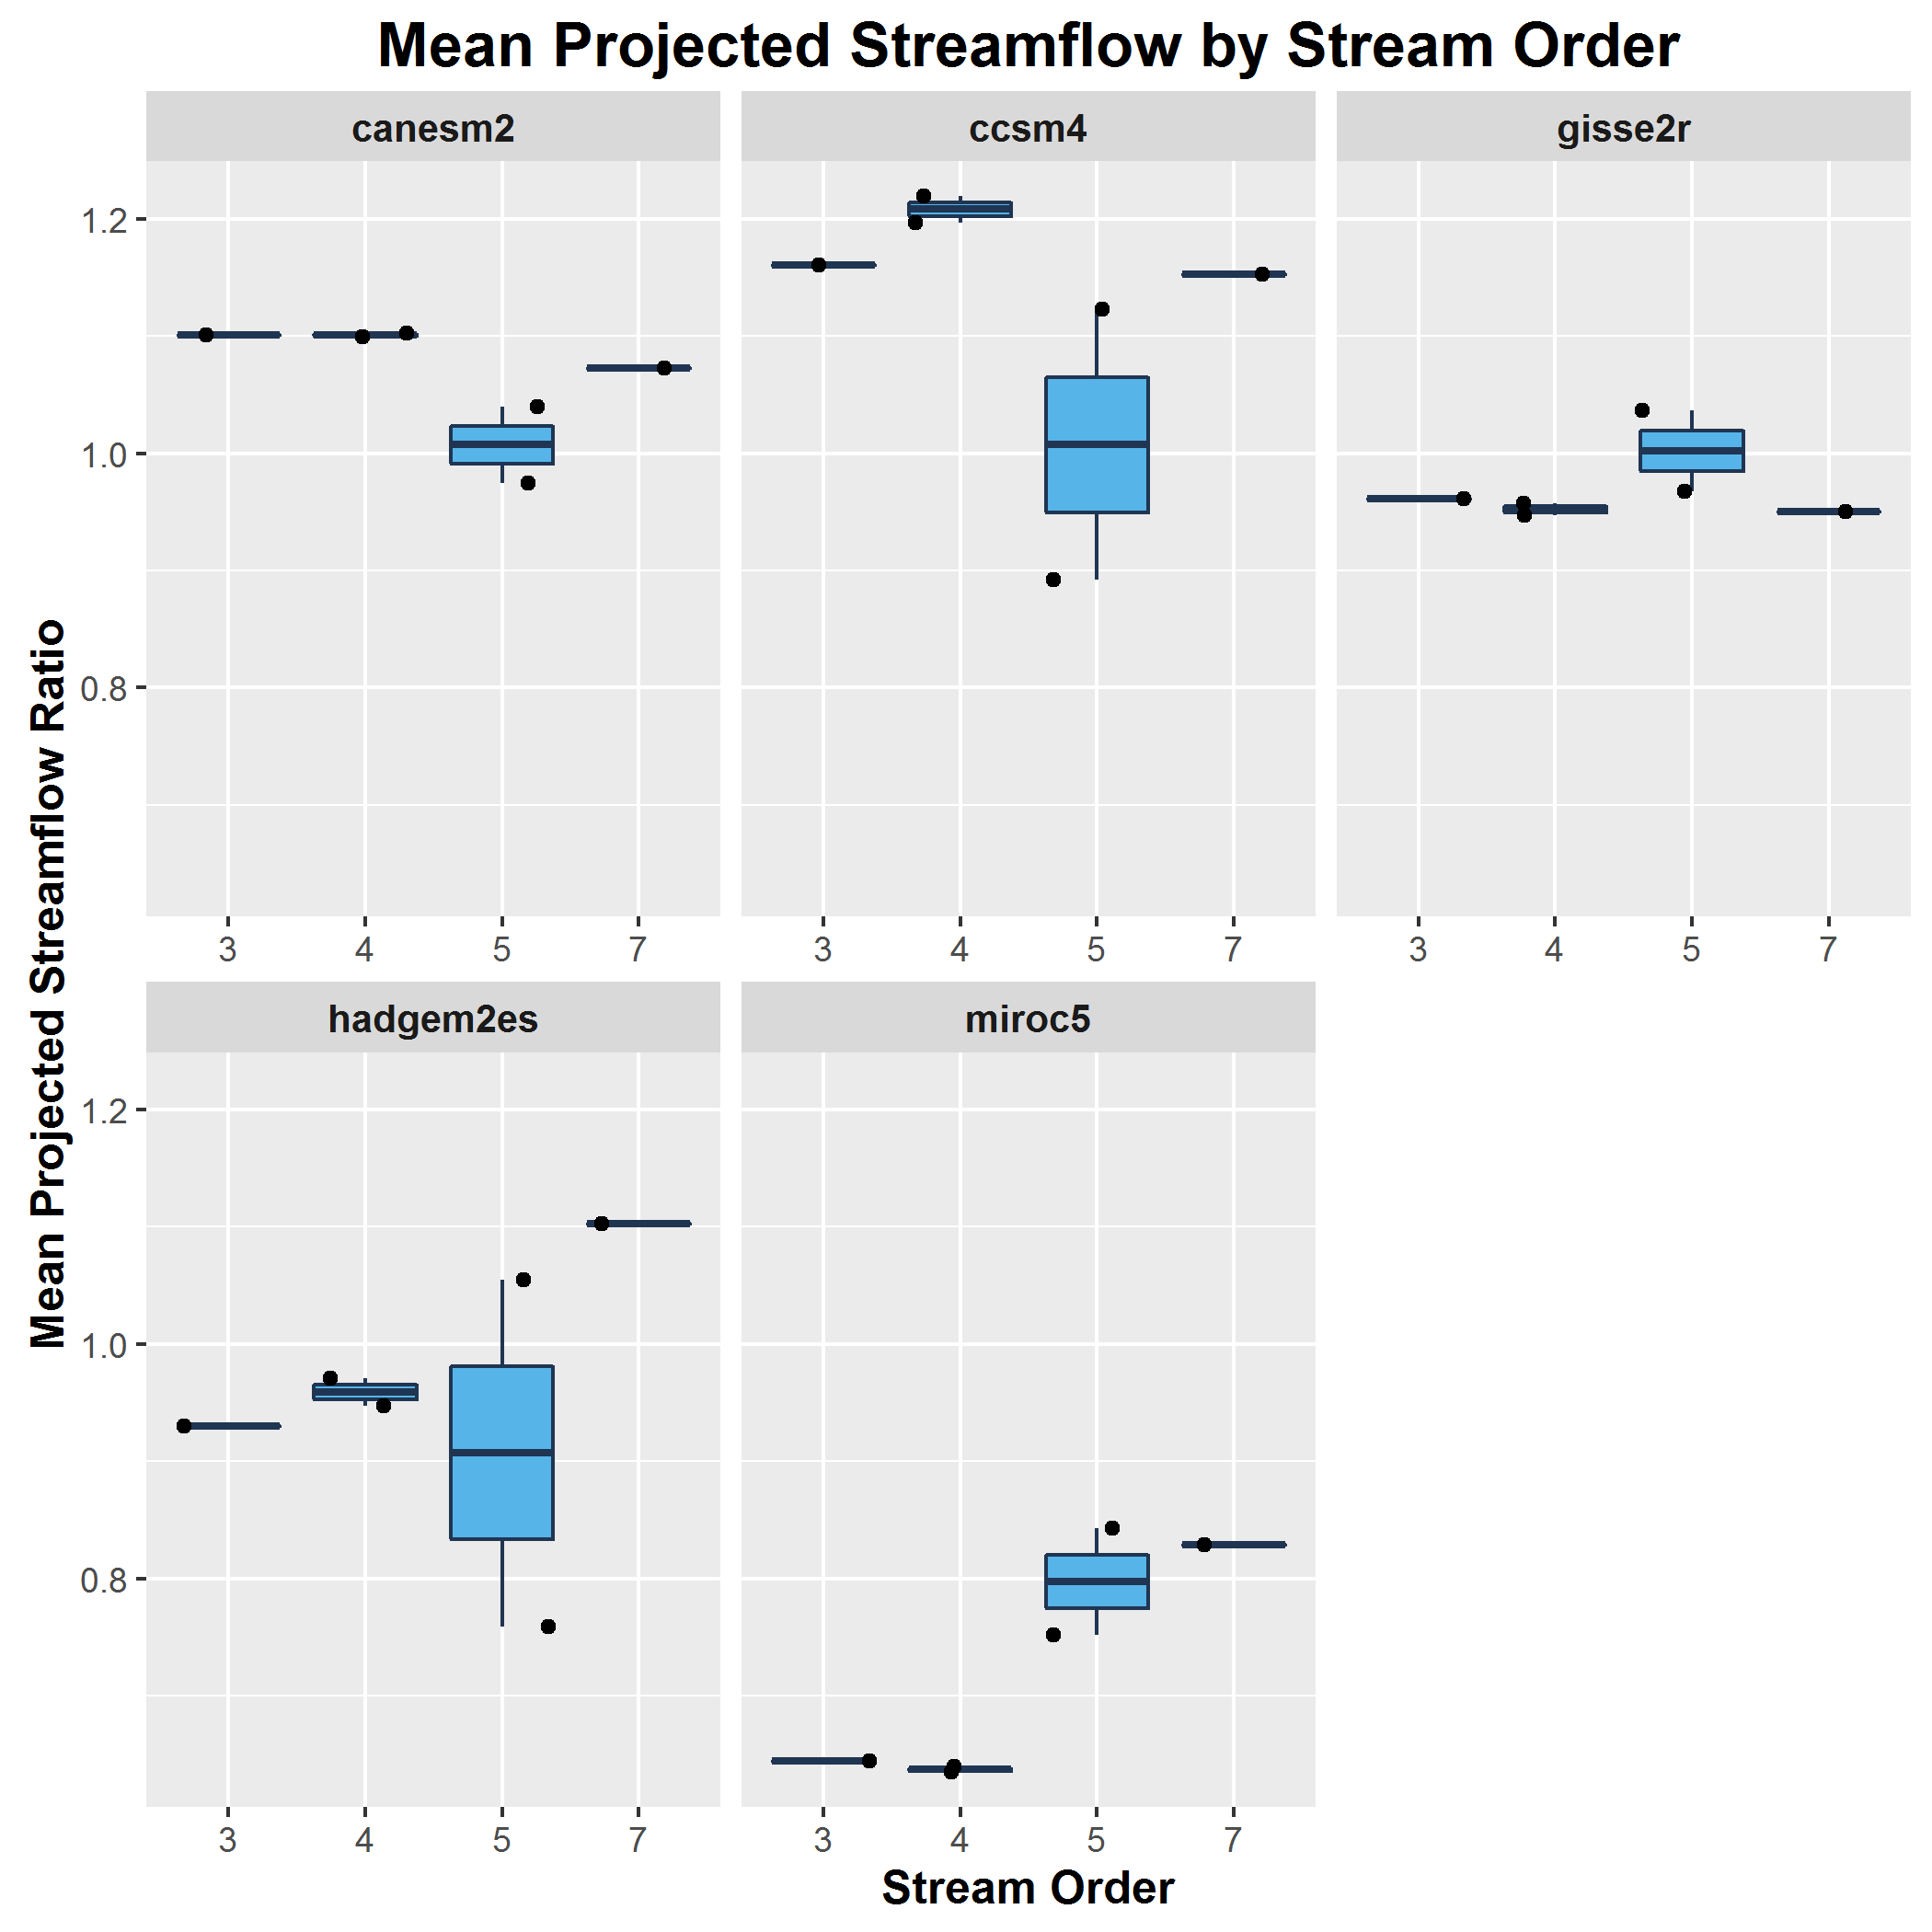 Mean Projected Streamflow by Stream Order
canesm2 ccsm4 gisse2r
1.2
1.0
0.8
3 4 5 7 3 4 5 7 3 4 5 7
Mean Projected Streamflow Ratio
hadgem2es miroc5
1.2
1.0
0.8
3 4 5 7 3 4 5 7
Stream Order